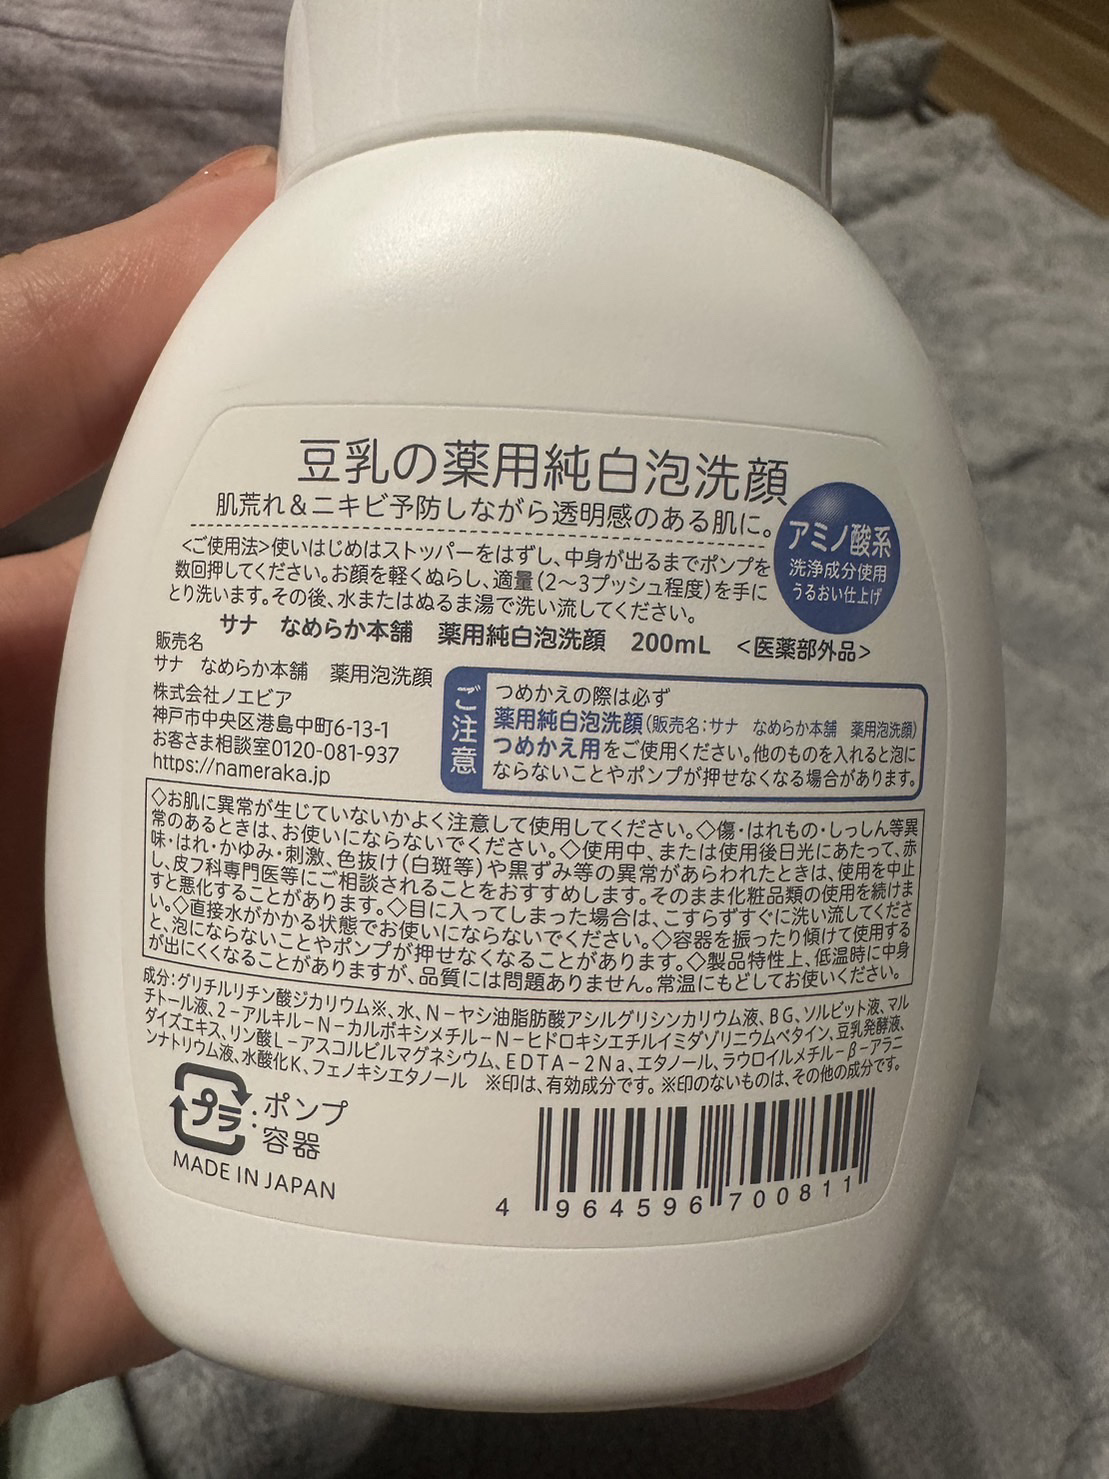 豆乳の薬用純白泡洗顔
肌荒れ&ニキビ予防しながら透明感のある肌に。
アミノ酸系
洗浄成分使用
うるおい仕上げ
<ご使用法>使いはじめはストッパーをはずし、中身が出るまでポンプを
数回押してください。お顔を軽くぬらし、適量(2〜3プッシュ程度)を手に
とり洗います。その後、水またはぬるま湯で洗い流してください。
サナ なめらか本舗 薬用純白泡洗顔 200mL <医薬部外品>
販売名
サナ なめらか本舗 薬用泡洗顔
株式会社ノエビア
神戸市中央区港島中町6-13-1
お客さま相談室0120-081-937
https://nameraka.jp
ご注意
つめかえの際は必ず
薬用純白泡洗顔(販売名:サナ なめらか本舗 薬用泡洗顔)
つめかえ用をご使用ください。他のものを入れると泡に
ならないことやポンプが押せなくなる場合があります。
◇お肌に異常が生じていないかよく注意して使用してください。◇傷・はれもの・しっしん等異
常のあるときは、お使いにならないでください。◇使用中、または使用後日光にあたって、赤
味・はれ・かゆみ・刺激、色抜け(白斑等)や黒ずみ等の異常があらわれたときは、使用を中止
し、皮フ科専門医等にご相談されることをおすすめします。そのまま化粧品類の使用を続けま
すと悪化することがあります。◇目に入ってしまった場合は、こすらずすぐに洗い流してくださ
い。◇直接水がかかる状態でお使いにならないでください。◇容器を振ったり傾けて使用する
と、泡にならないことやポンプが押せなくなることがあります。◇製品特性上、低温時に中身
が出にくくなることがありますが、品質には問題ありません。常温にもどしてお使いください。
成分:グリチルリチン酸ジカリウム※、水、N-ヤシ油脂肪酸アシルグリシンカリウム液、BG、ソルビット液、マル
チトール液、2-アルキル-N-カルボキシメチル-N-ヒドロキシエチルイミダゾリニウムベタイン、豆乳発酵液、
ダイズエキス、リン酸L-アスコルビルマグネシウム、EDTA-2Na、エタノール、ラウロイルメチル-β-アラニ
ンナトリウム液、水酸化K、フェノキシエタノール ※印は、有効成分です。※印のないものは、その他の成分です。
プラ:ポンプ
容器
MADE IN JAPAN
4 964596 700811